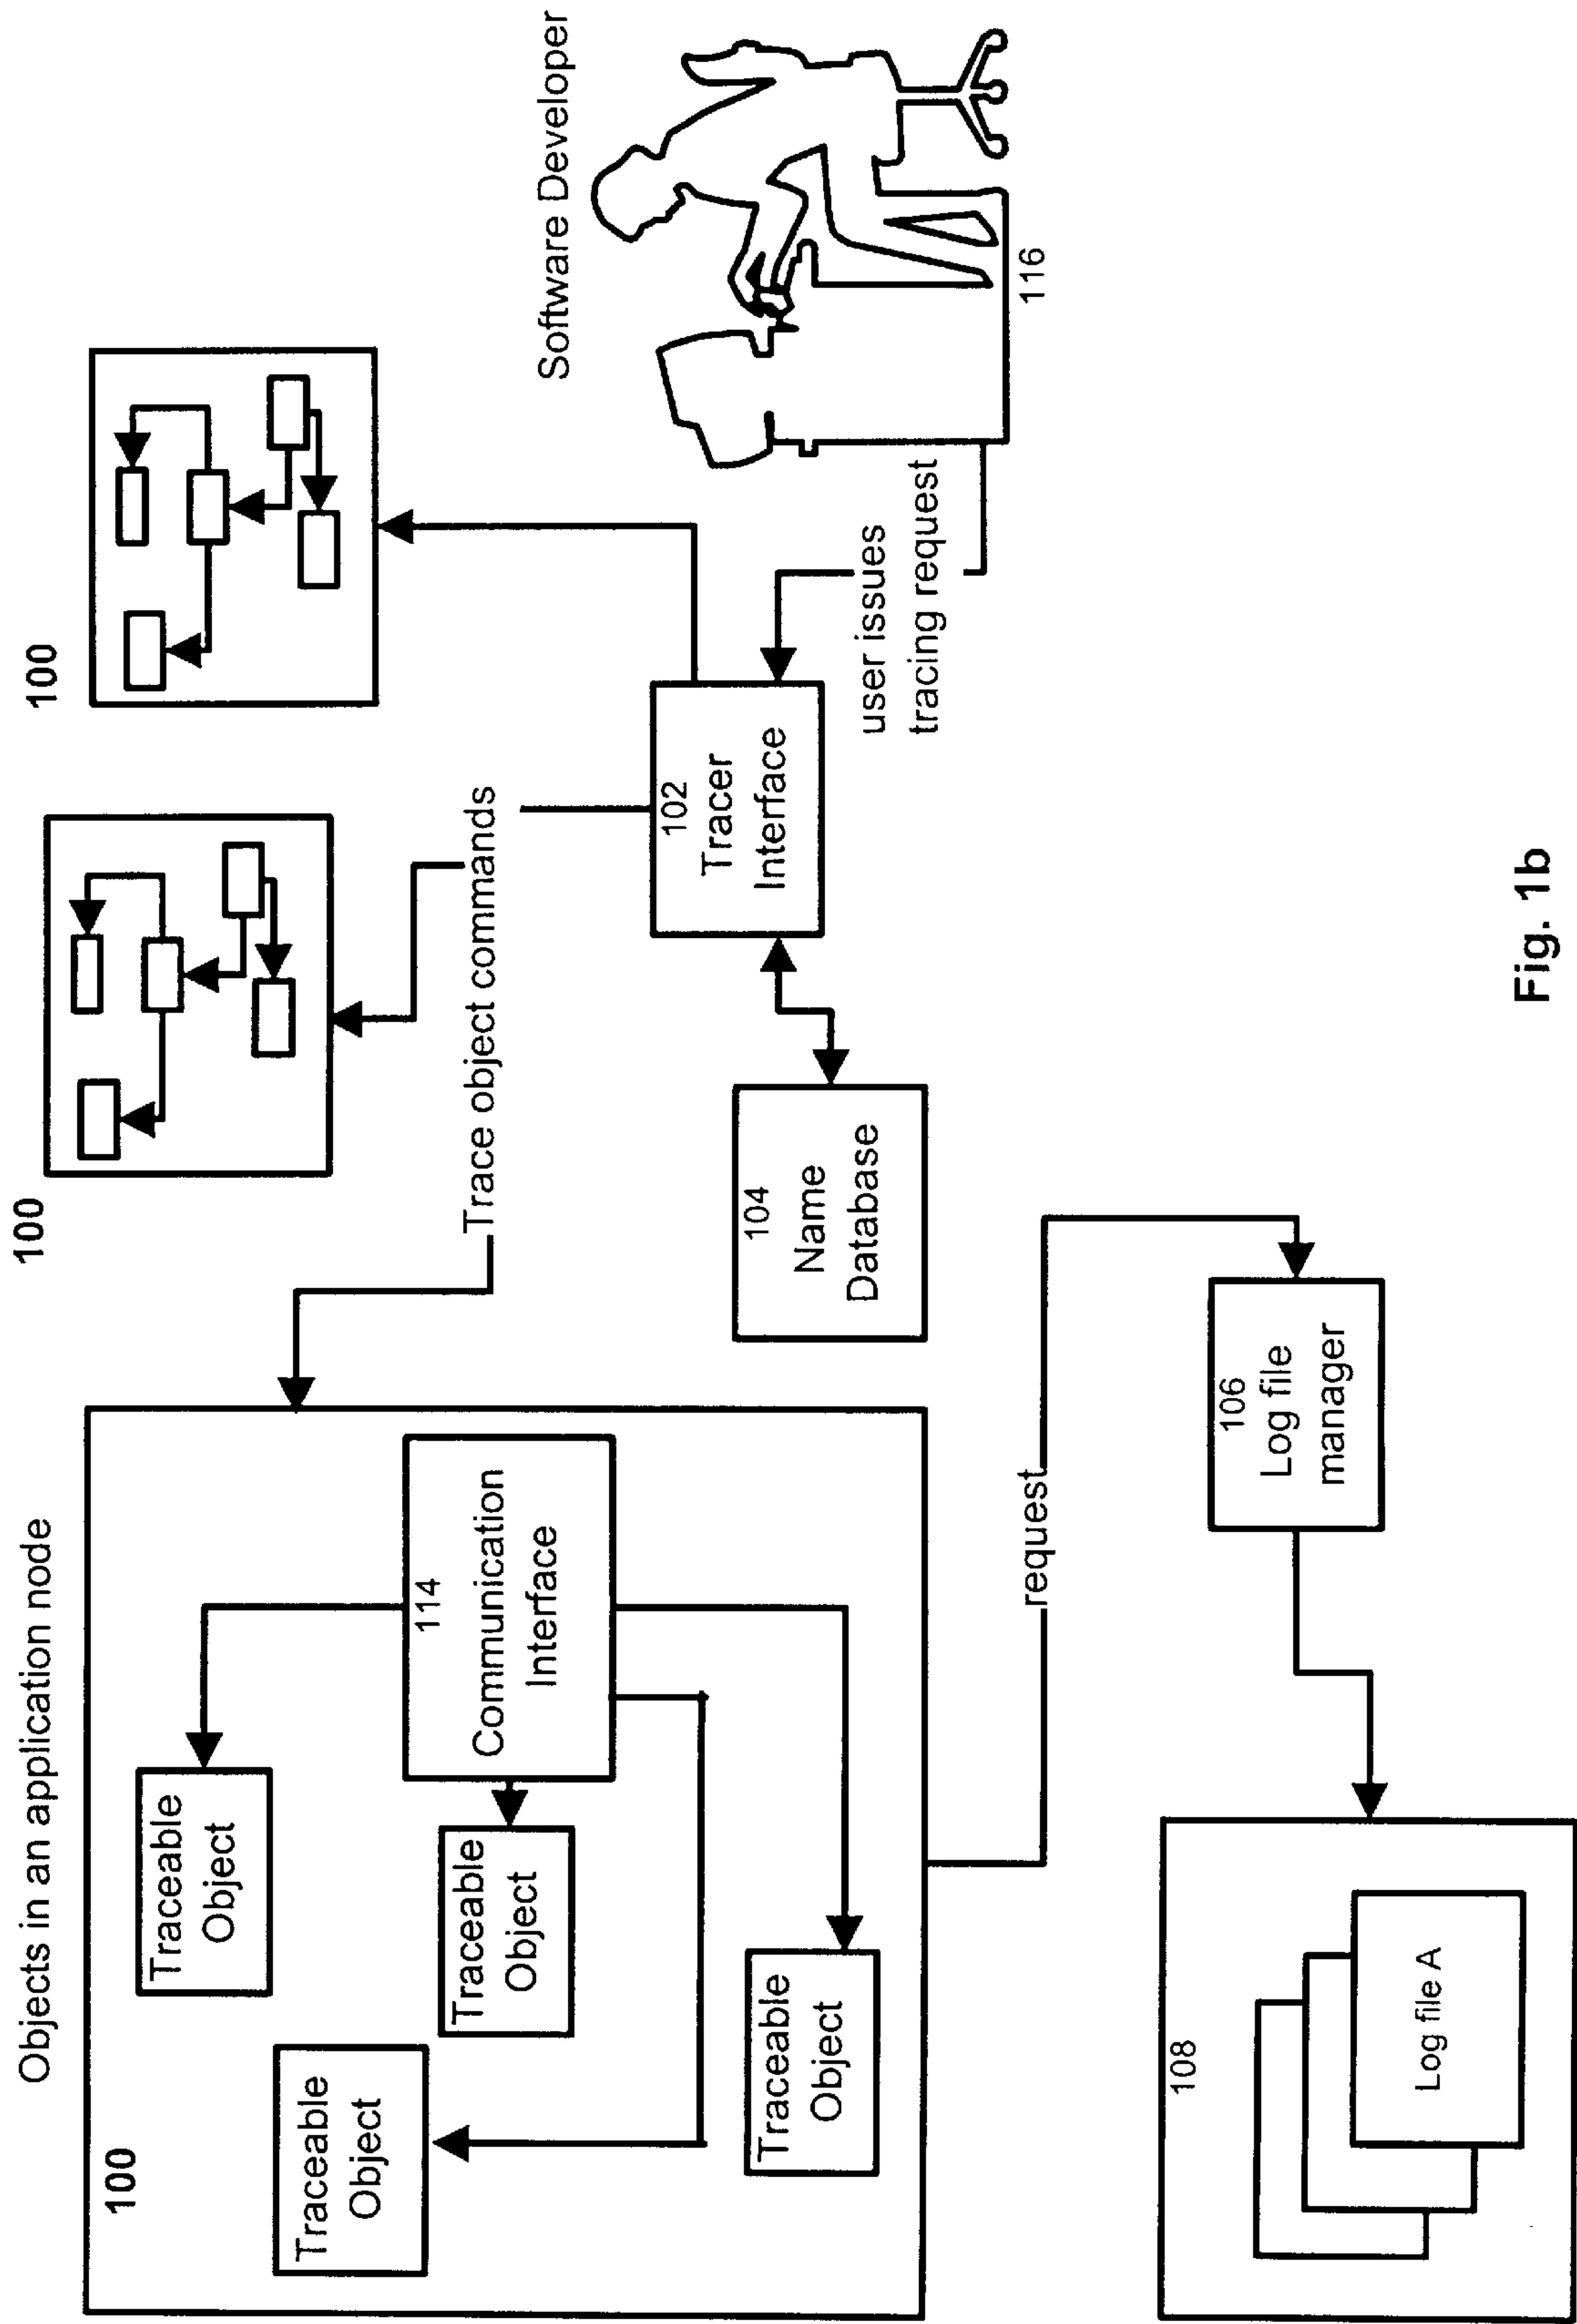 Objects in an application node
100
Traceable
Object
Traceable
Object
Traceable
Object
Traceable
Object
114
Communication
Interface
100
100
Trace object commands
102
Tracer
Interface
104
Name
Database
Software Developer
116
user issues
tracing request
request
106
Log file
manager
108
Log file A
Fig. 1b